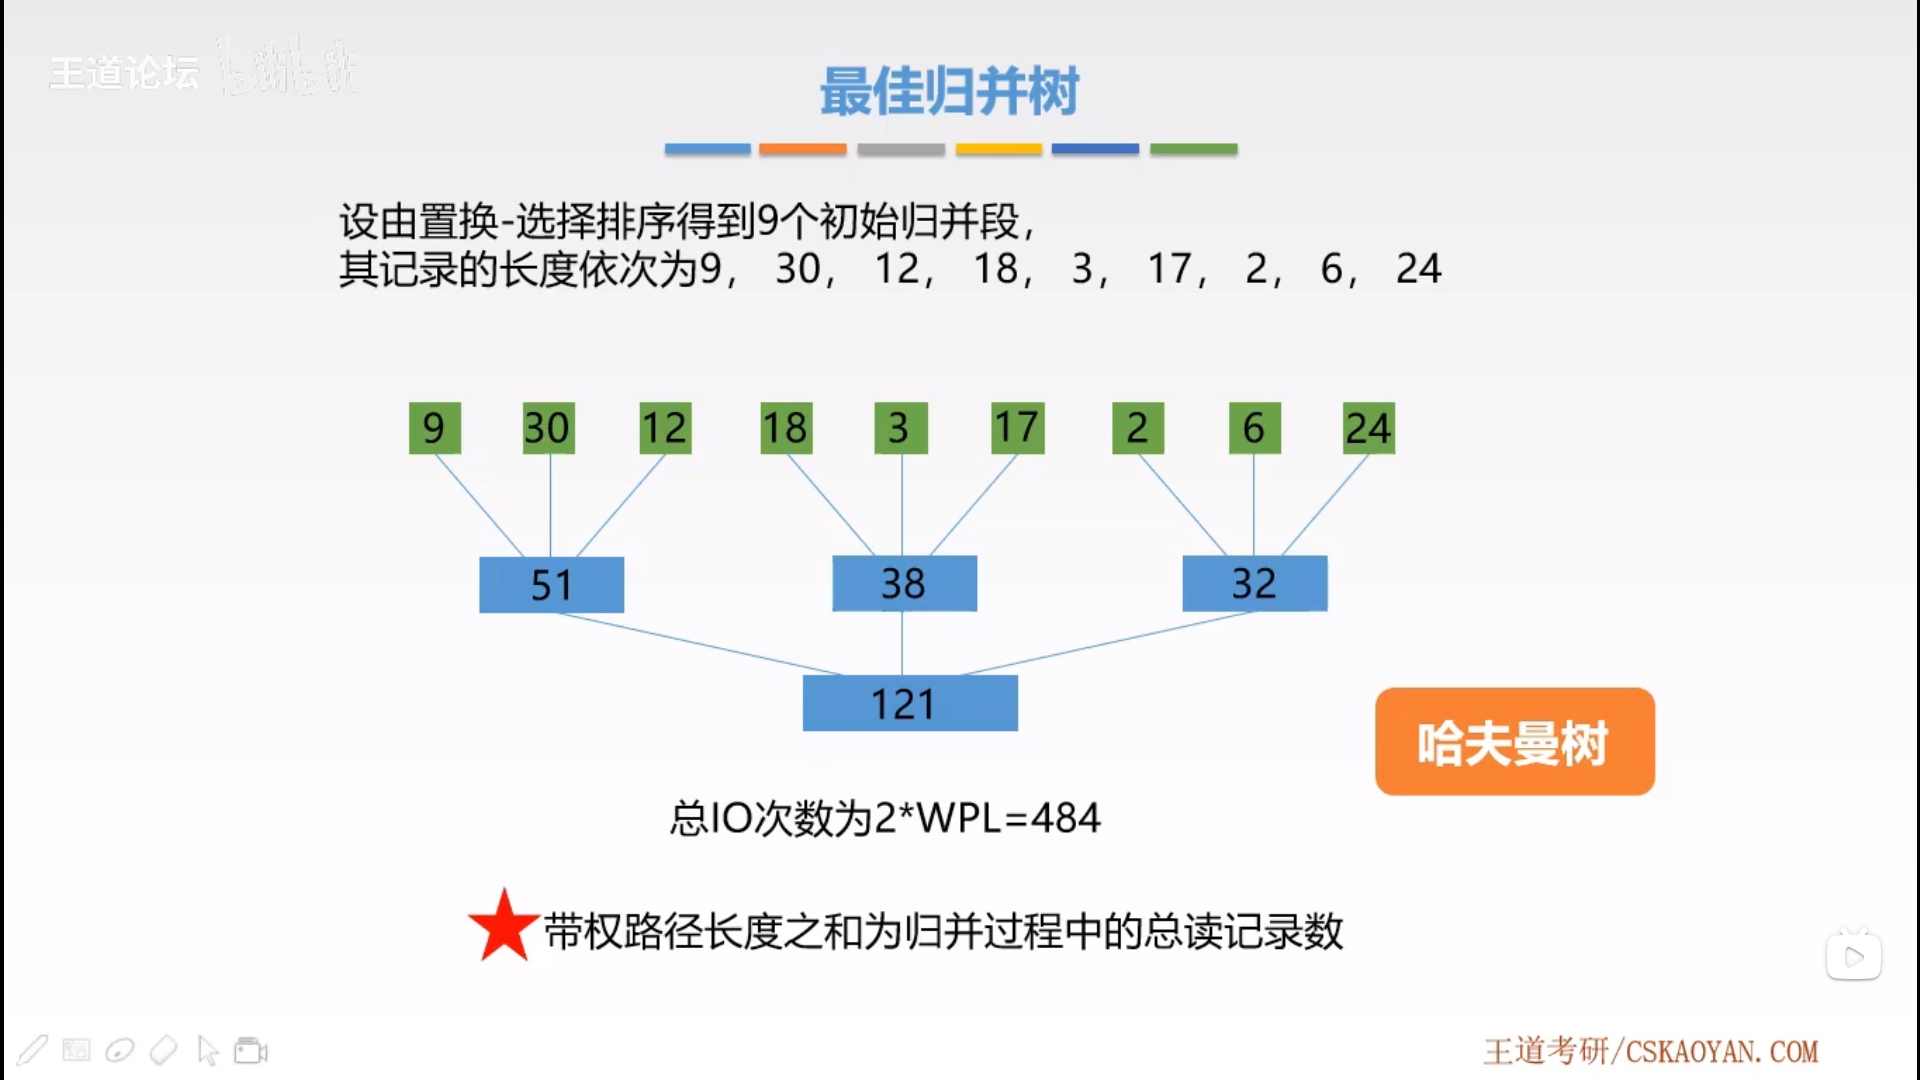 王道论坛 bilibili
最佳归并树
设由置换-选择排序得到9个初始归并段，
其记录的长度依次为9， 30， 12， 18， 3， 17， 2， 6， 24
9 30 12 18 3 17 2 6 24
51 38 32
121
哈夫曼树
总IO次数为2*WPL=484
带权路径长度之和为归并过程中的总读记录数
王道考研/CSKAOYAN.COM